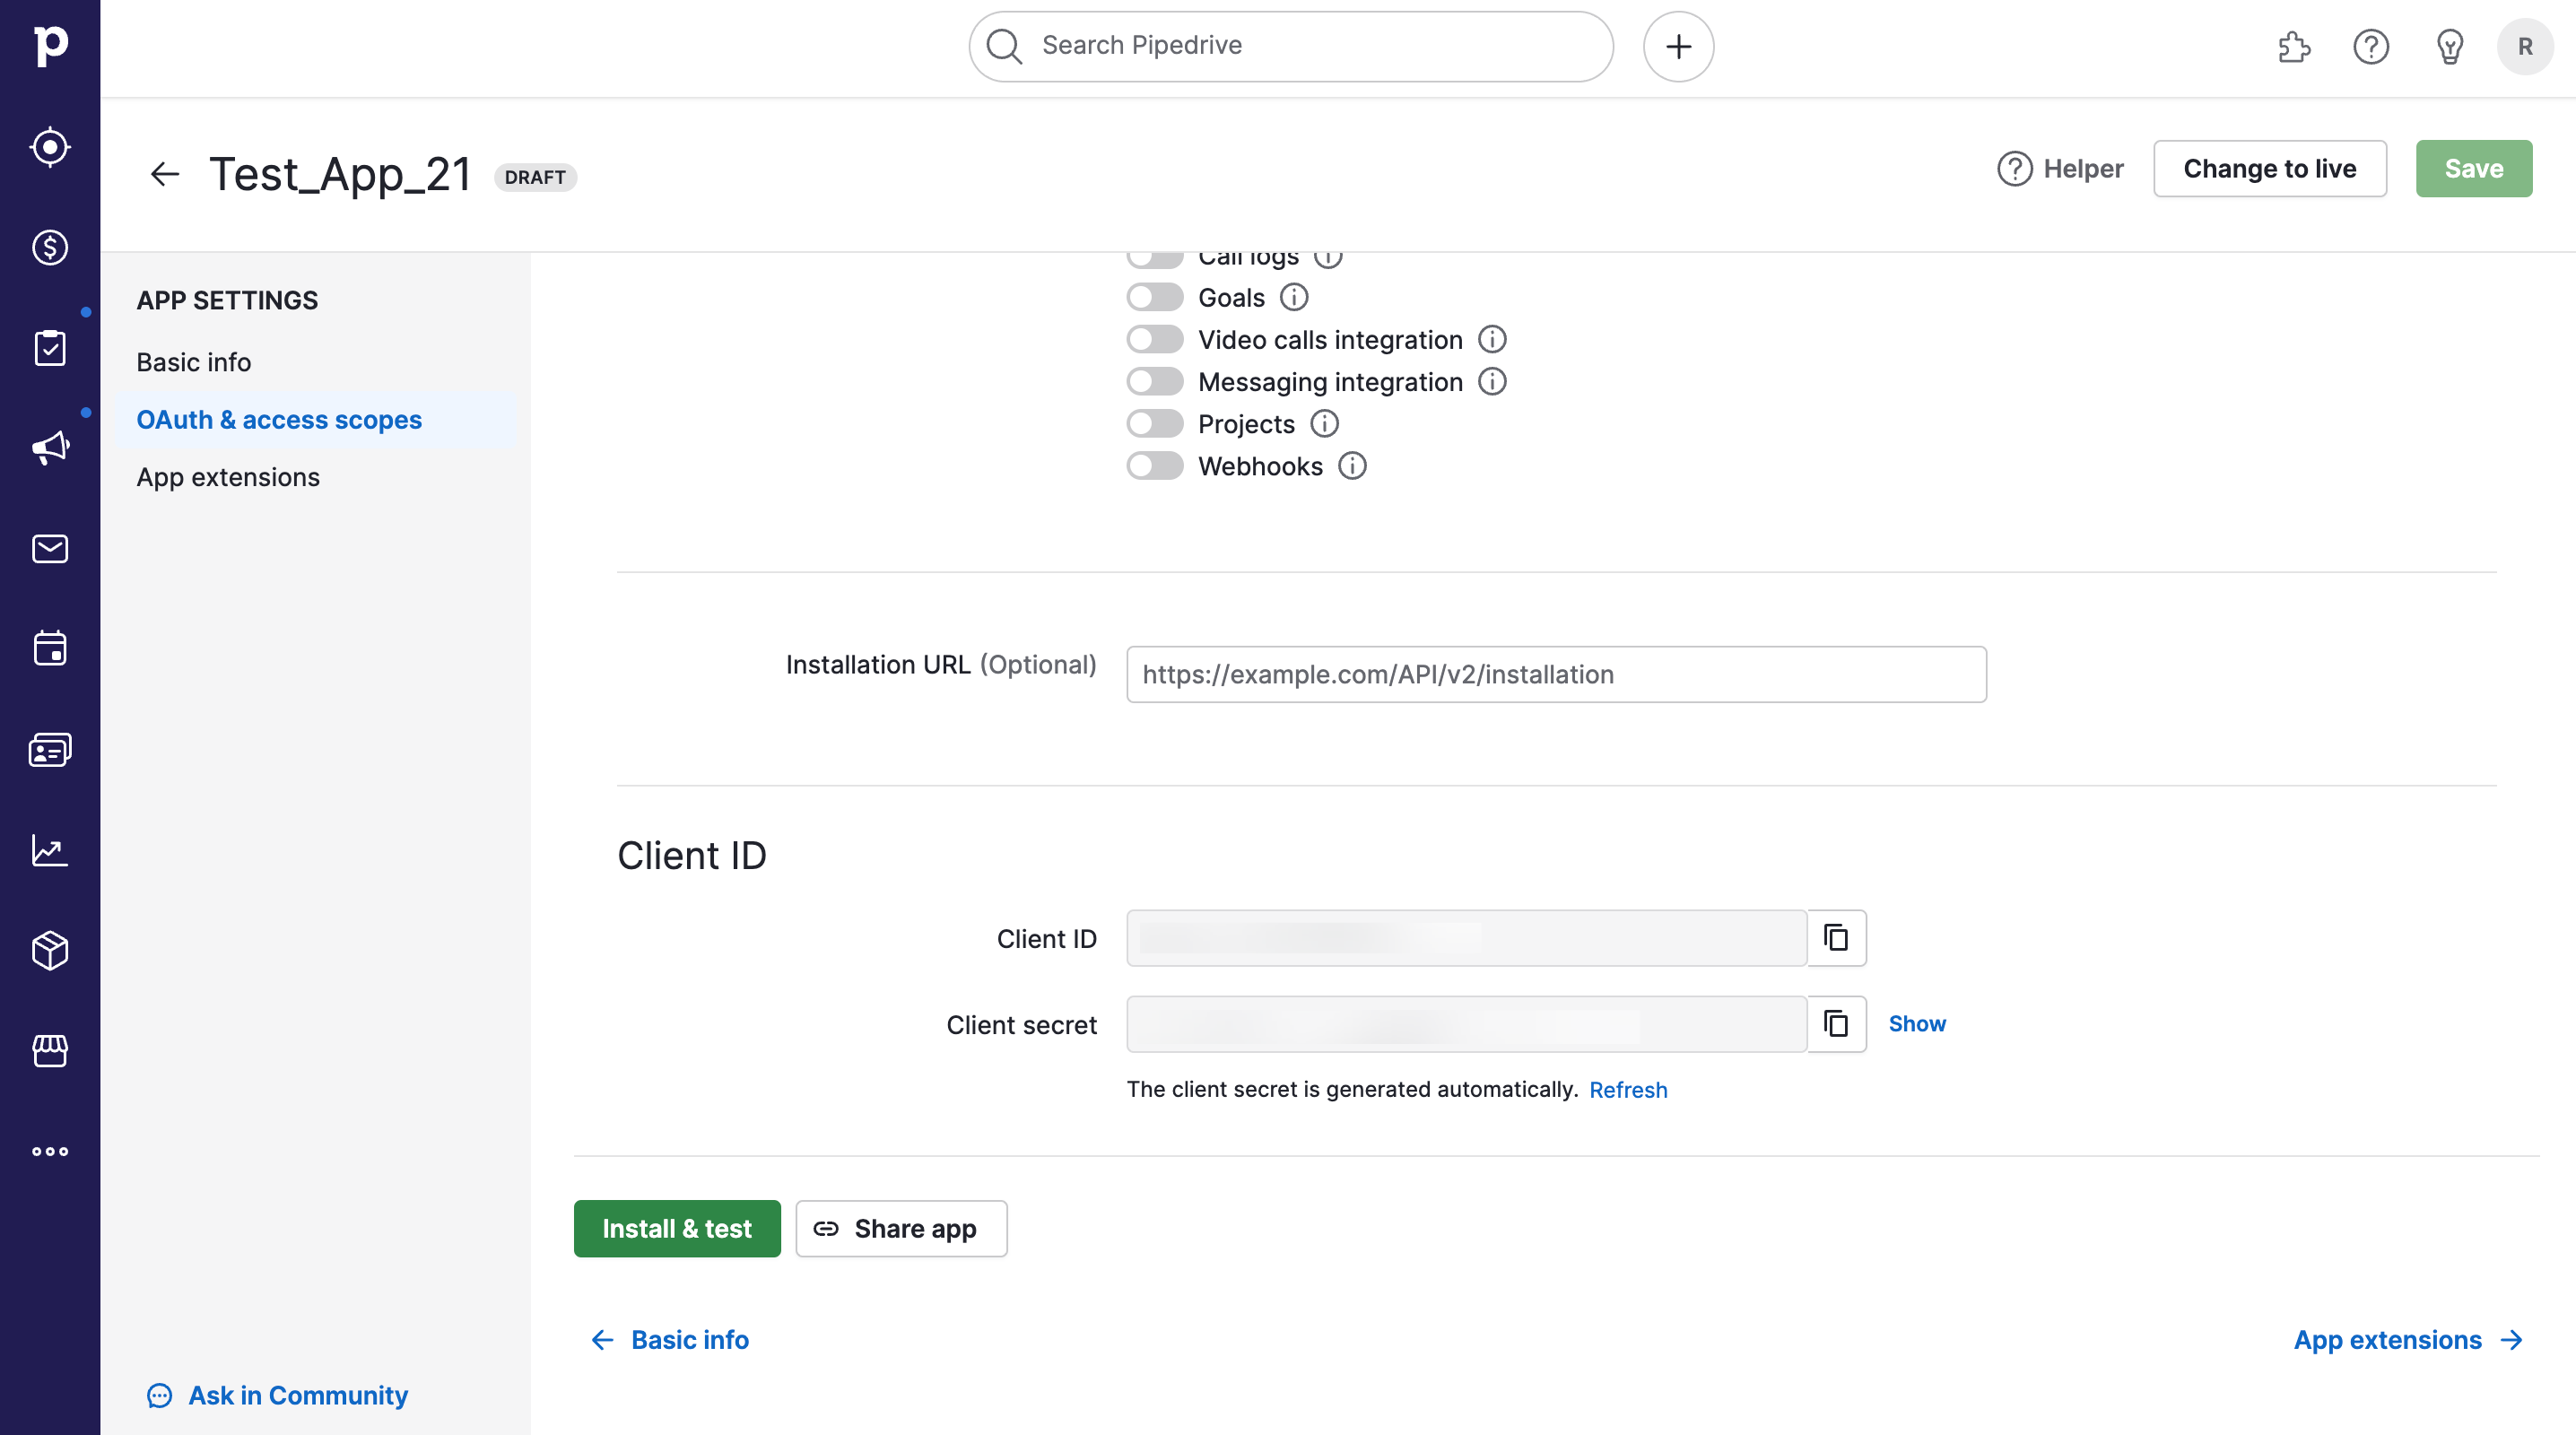 p
Search Pipedrive
R
Test_App_21 DRAFT
Helper
Change to live
Save
APP SETTINGS
Basic info
OAuth & access scopes
App extensions
Call logs
Goals
Video calls integration
Messaging integration
Projects
Webhooks
Installation URL (Optional)
https://example.com/API/v2/installation
Client ID
Client ID
Client secret
Show
The client secret is generated automatically. Refresh
Install & test
Share app
Basic info
App extensions
Ask in Community